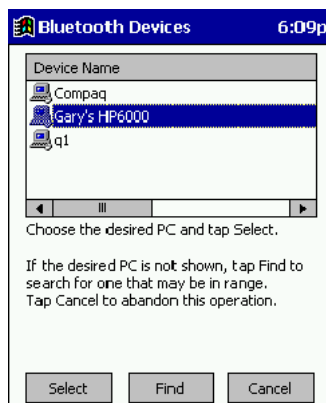 Bluetooth Devices 6:09p
Device Name
Compaq
Gary's HP6000
q1
Choose the desired PC and tap Select.
If the desired PC is not shown, tap Find to
search for one that may be in range.
Tap Cancel to abandon this operation.
Select Find Cancel